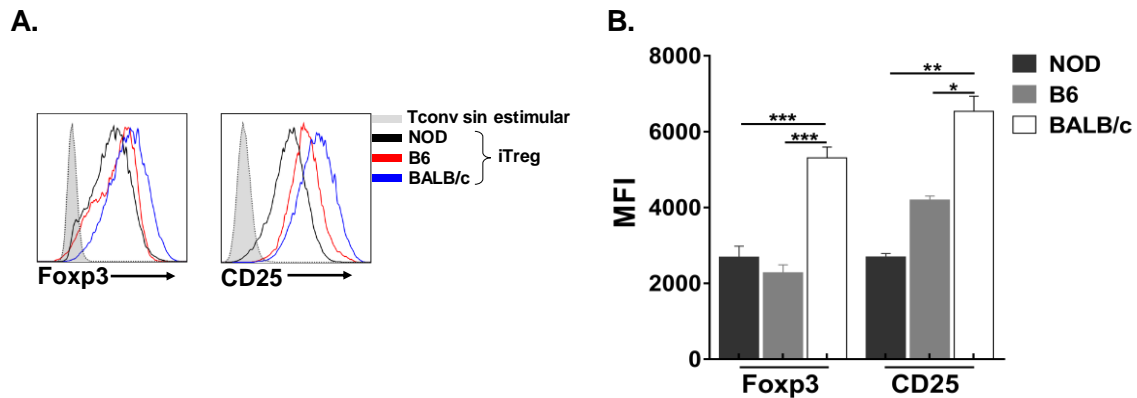 A.
Foxp3
CD25
Tconv sin estimular
NOD
B6
BALB/c
iTreg
B.
MFI
8000
6000
4000
2000
0
***
***
**
*
Foxp3
CD25
NOD
B6
BALB/c